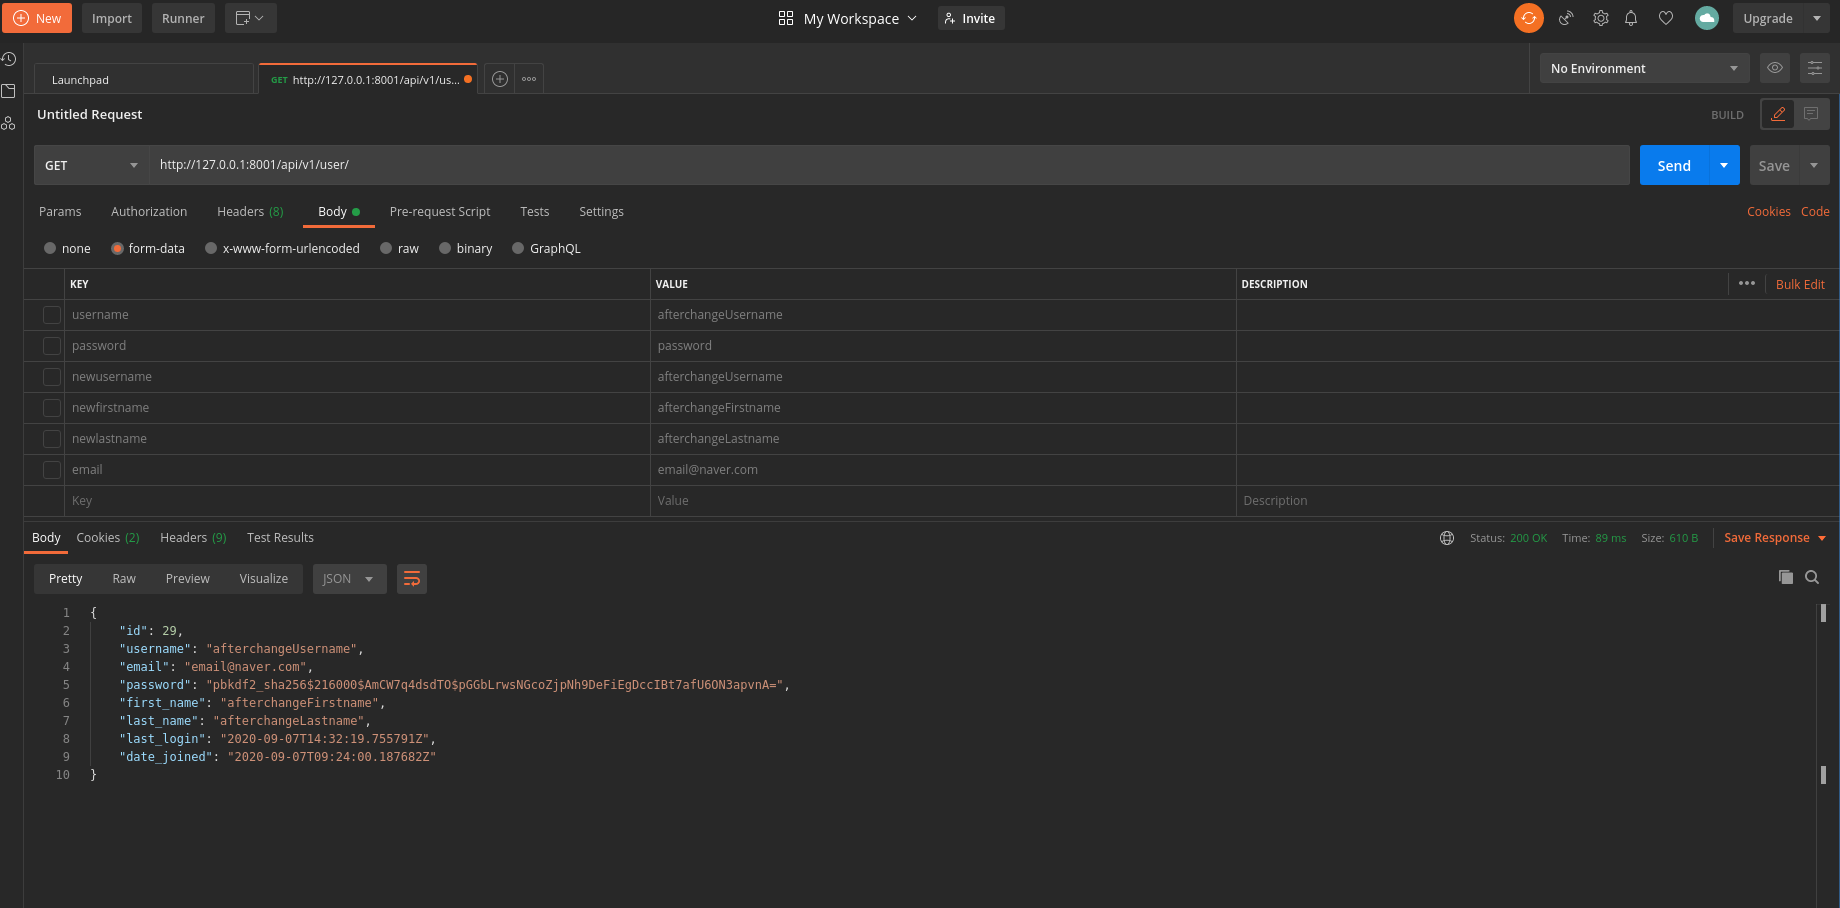 New Import Runner My Workspace Invite Upgrade
Launchpad GET http://127.0.0.1:8001/api/v1/us... No Environment
Untitled Request BUILD
GET http://127.0.0.1:8001/api/v1/user/ Send Save
Params Authorization Headers (8) Body Pre-request Script Tests Settings Cookies Code
none form-data x-www-form-urlencoded raw binary GraphQL
KEY VALUE DESCRIPTION Bulk Edit
username afterchangeUsername
password password
newusername afterchangeUsername
newfirstname afterchangeFirstname
newlastname afterchangeLastname
email email@naver.com
Key Value Description
Body Cookies (2) Headers (9) Test Results Status: 200 OK Time: 89 ms Size: 610 B Save Response
Pretty Raw Preview Visualize JSON
1 {
2 "id": 29,
3 "username": "afterchangeUsername",
4 "email": "email@naver.com",
5 "password": "pbkdf2_sha256$216000$AmCW7q4dsdTO$pGGbLrwsNGcoZjpNh9DeFiEgDccIBt7afU6ON3apvnA=",
6 "first_name": "afterchangeFirstname",
7 "last_name": "afterchangeLastname",
8 "last_login": "2020-09-07T14:32:19.755791Z",
9 "date_joined": "2020-09-07T09:24:00.187682Z"
10 }